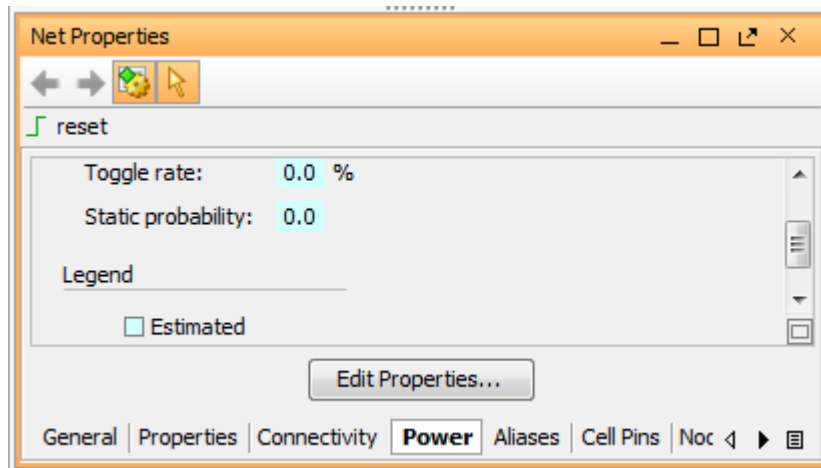 Net Properties
reset
Toggle rate: 0.0 %
Static probability: 0.0
Legend
Estimated
Edit Properties...
General Properties Connectivity Power Aliases Cell Pins Noc